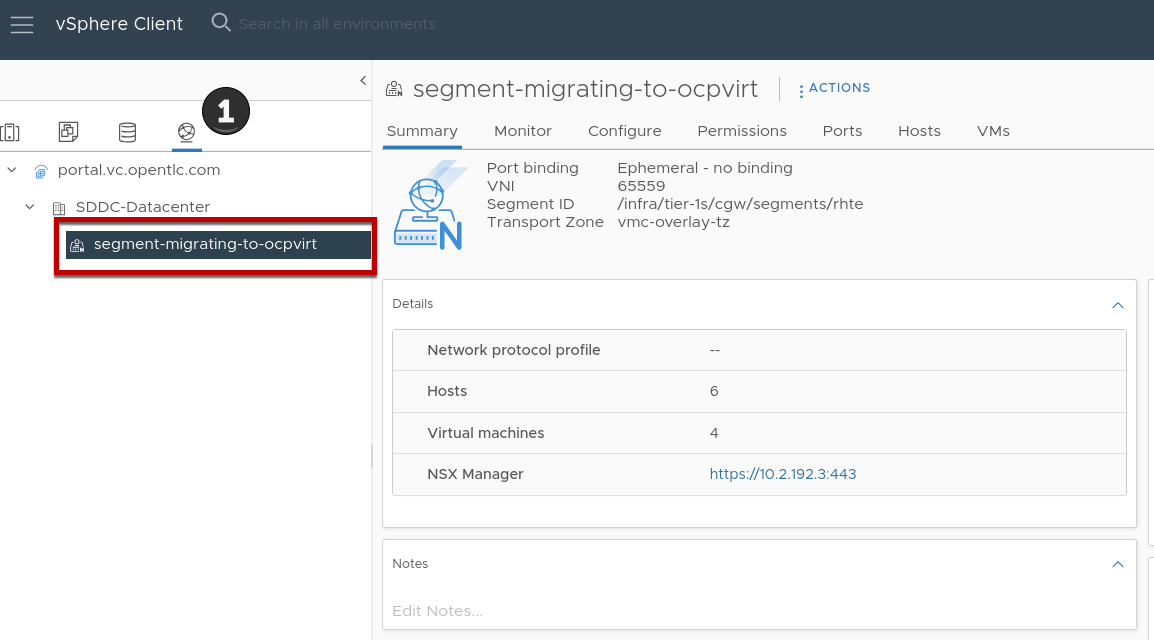 vSphere Client
Search in all environments
1
segment-migrating-to-ocpvirt
ACTIONS
Summary Monitor Configure Permissions Ports Hosts VMs
portal.vc.opentlc.com
SDDC-Datacenter
segment-migrating-to-ocpvirt
Port binding Ephemeral - no binding
VNI 65559
Segment ID /infra/tier-1s/cgw/segments/rhte
Transport Zone vmc-overlay-tz
N
Details
Network protocol profile --
Hosts 6
Virtual machines 4
NSX Manager https://10.2.192.3:443
Notes
Edit Notes...